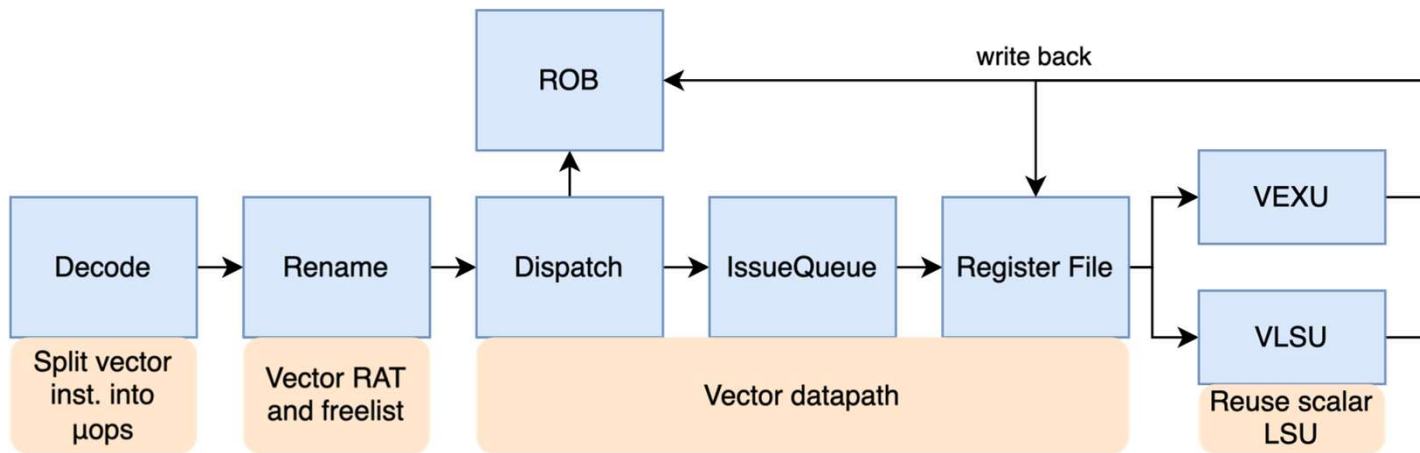 ROB
write back
Decode
Rename
Dispatch
IssueQueue
Register File
VEXU
VLSU
Split vector
inst. into
μops
Vector RAT
and freelist
Vector datapath
Reuse scalar
LSU